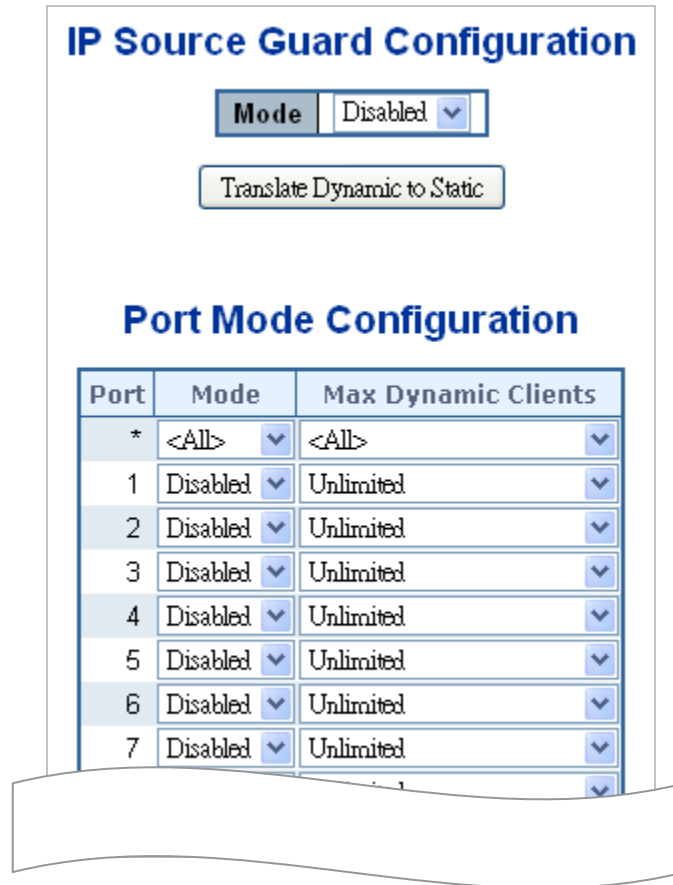 IP Source Guard Configuration
Mode Disabled
Translate Dynamic to Static
Port Mode Configuration
Port Mode Max Dynamic Clients
* <All> <All>
1 Disabled Unlimited
2 Disabled Unlimited
3 Disabled Unlimited
4 Disabled Unlimited
5 Disabled Unlimited
6 Disabled Unlimited
7 Disabled Unlimited